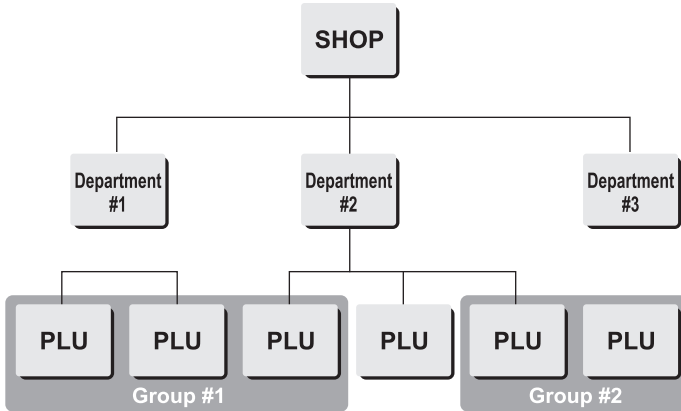 SHOP
Department
#1
Department
#2
Department
#3
PLU
PLU
PLU
PLU
PLU
PLU
Group #1
Group #2